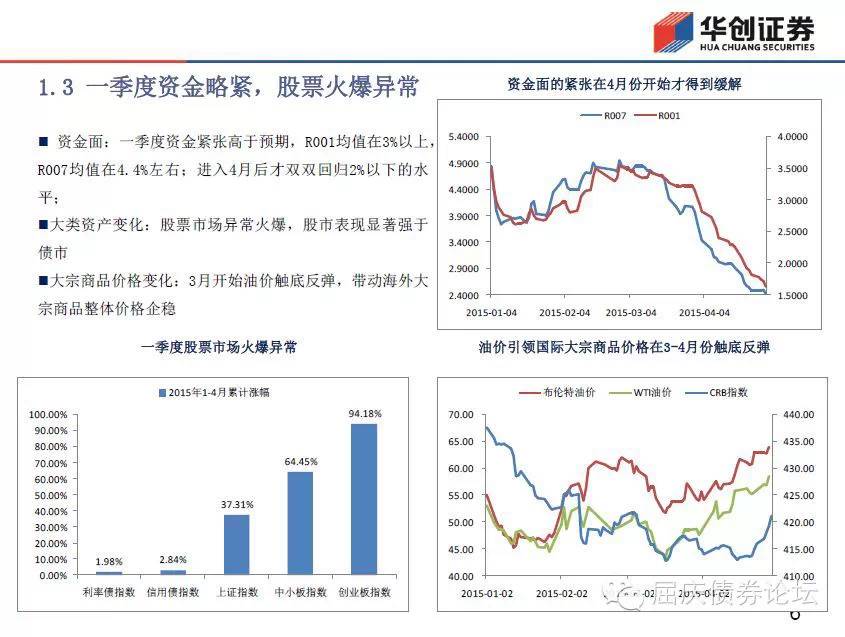 华创证券
HUA CHUANG SECURITIES
1.3 一季度资金略紧，股票火爆异常
■ 资金面：一季度资金紧张高于预期，R001均值在3%以上，
R007均值在4.4%左右；进入4月后才双双回归2%以下的水
平；
■大类资产变化：股票市场异常火爆，股市表现显著强于
债市
■大宗商品价格变化：3月开始油价触底反弹，带动海外大
宗商品整体价格企稳
资金面的紧张在4月份开始才得到缓解
R007 R001
5.4000 4.0000
4.9000 3.5000
4.4000 3.0000
3.9000 2.5000
3.4000 2.0000
2.9000 1.5000
2.4000
2015-01-04 2015-02-04 2015-03-04 2015-04-04
一季度股票市场火爆异常
2015年1-4月累计涨幅
100.00%
90.00%
80.00%
70.00%
60.00%
50.00%
40.00%
30.00%
20.00%
10.00%
0.00%
1.98% 2.84% 37.31% 64.45% 94.18%
利率债指数 信用债指数 上证指数 中小板指数 创业板指数
油价引领国际大宗商品价格在3-4月份触底反弹
布伦特油价 WTI油价 CRB指数
70.00 440.00
65.00 435.00
60.00 430.00
55.00 425.00
50.00 420.00
45.00 415.00
40.00 410.00
2015-01-02 2015-02-02 2015-04-02
屈庆债券论坛
6